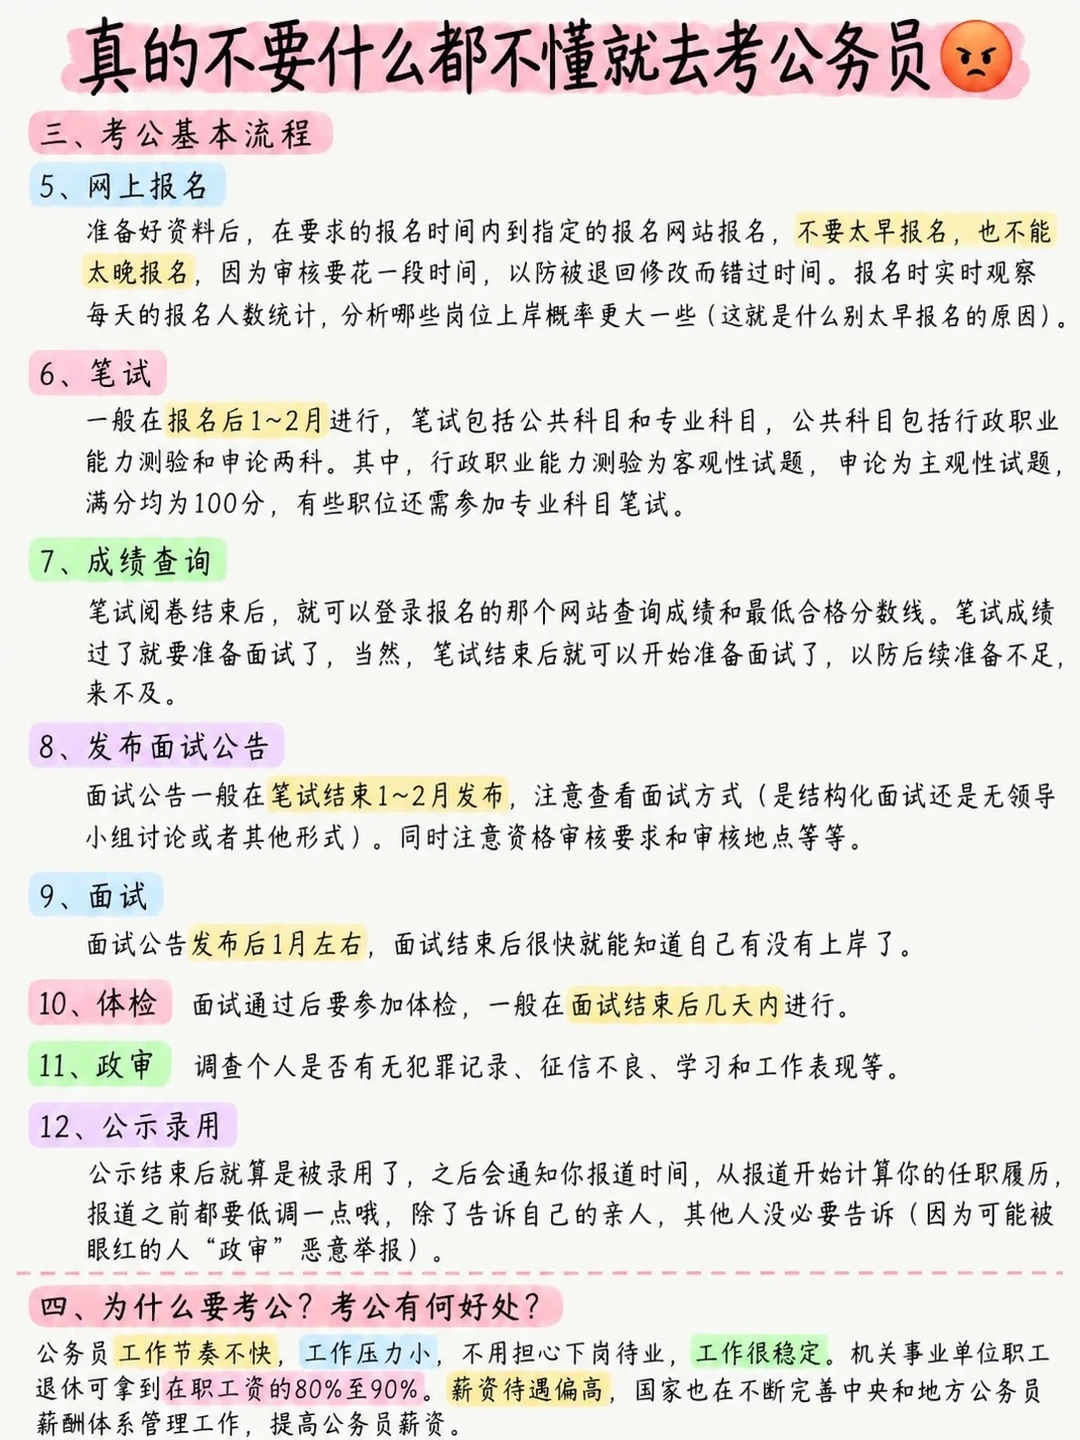 真的不要什么都不懂就去考公务员
三、考公基本流程
5、网上报名
准备好资料后，在要求的报名时间内到指定的报名网站报名，不要太早报名，也不能
太晚报名，因为审核要花一段时间，以防被退回修改而错过时间。报名时实时观察
每天的报名人数统计，分析哪些岗位上岸概率更大一些（这就是什么别太早报名的原因）。
6、笔试
一般在报名后1~2月进行，笔试包括公共科目和专业科目，公共科目包括行政职业
能力测验和申论两科。其中，行政职业能力测验为客观性试题，申论为主观性试题，
满分均为100分，有些职位还需参加专业科目笔试。
7、成绩查询
笔试阅卷结束后，就可以登录报名的那个网站查询成绩和最低合格分数线。笔试成绩
过了就要准备面试了，当然，笔试结束后就可以开始准备面试了，以防后续准备不足，
来不及。
8、发布面试公告
面试公告一般在笔试结束1~2月发布，注意查看面试方式（是结构化面试还是无领导
小组讨论或者其他形式）。同时注意资格审核要求和审核地点等等。
9、面试
面试公告发布后1月左右，面试结束后很快就能知道自己有没有上岸了。
10、体检 面试通过后要参加体检，一般在面试结束后几天内进行。
11、政审 调查个人是否有无犯罪记录、征信不良、学习和工作表现等。
12、公示录用
公示结束后就算是被录用了，之后会通知你报道时间，从报道开始计算你的任职履历，
报道之前都要低调一点哦，除了告诉自己的亲人，其他人没必要告诉（因为可能被
眼红的人“政审”恶意举报）。
四、为什么要考公？考公有何好处？
公务员工作节奏不快，工作压力小，不用担心下岗待业，工作很稳定。机关事业单位职工
退休可拿到在职工资的80%至90%。薪资待遇偏高，国家也在不断完善中央和地方公务员
薪酬体系管理工作，提高公务员薪资。